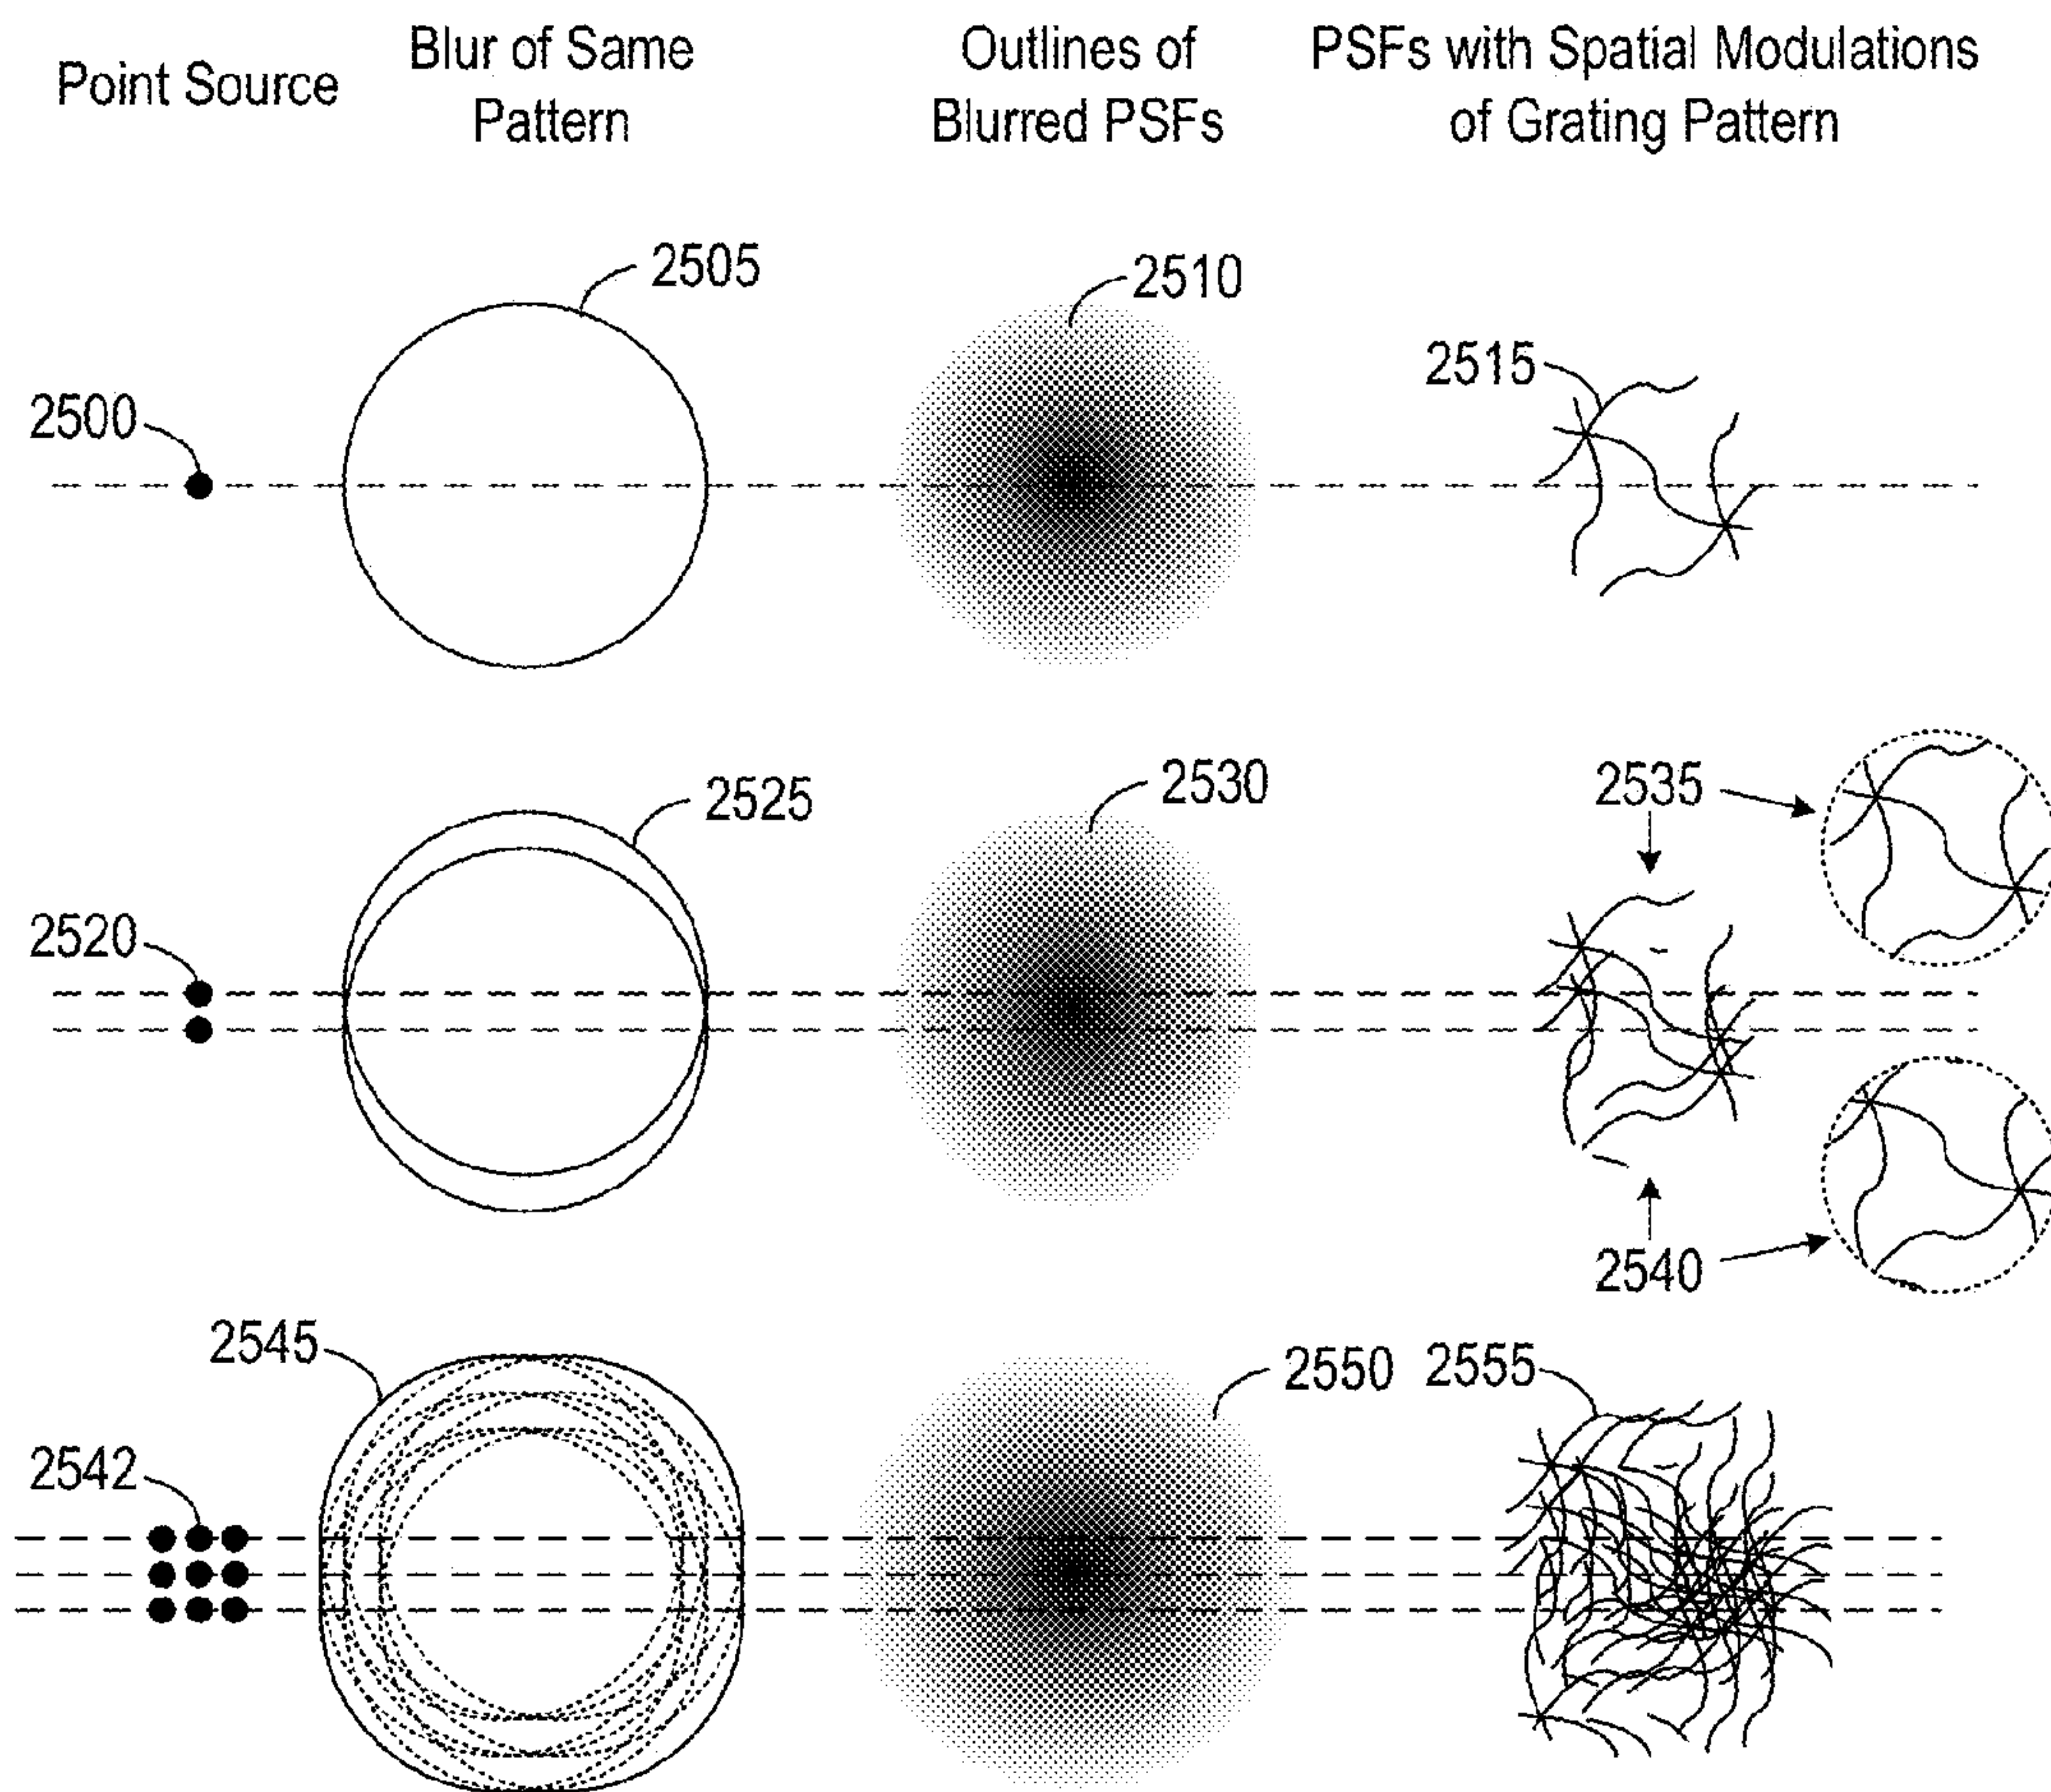 Point Source
Blur of Same
Pattern
Outlines of
Blurred PSFs
PSFs with Spatial Modulations
of Grating Pattern
2505
2510
2515
2500
2525
2530
2535
2520
2540
2545
2550
2555
2542